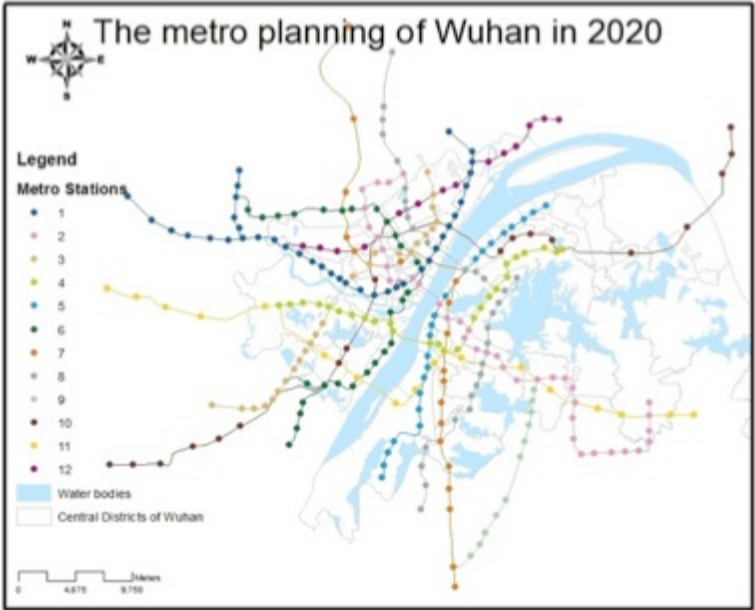 The metro planning of Wuhan in 2020
N
W E
S
Legend
Metro Stations
1
2
3
4
5
6
7
8
9
10
11
12
Water bodies
Central Districts of Wuhan
Meters
0 4,875 9,750